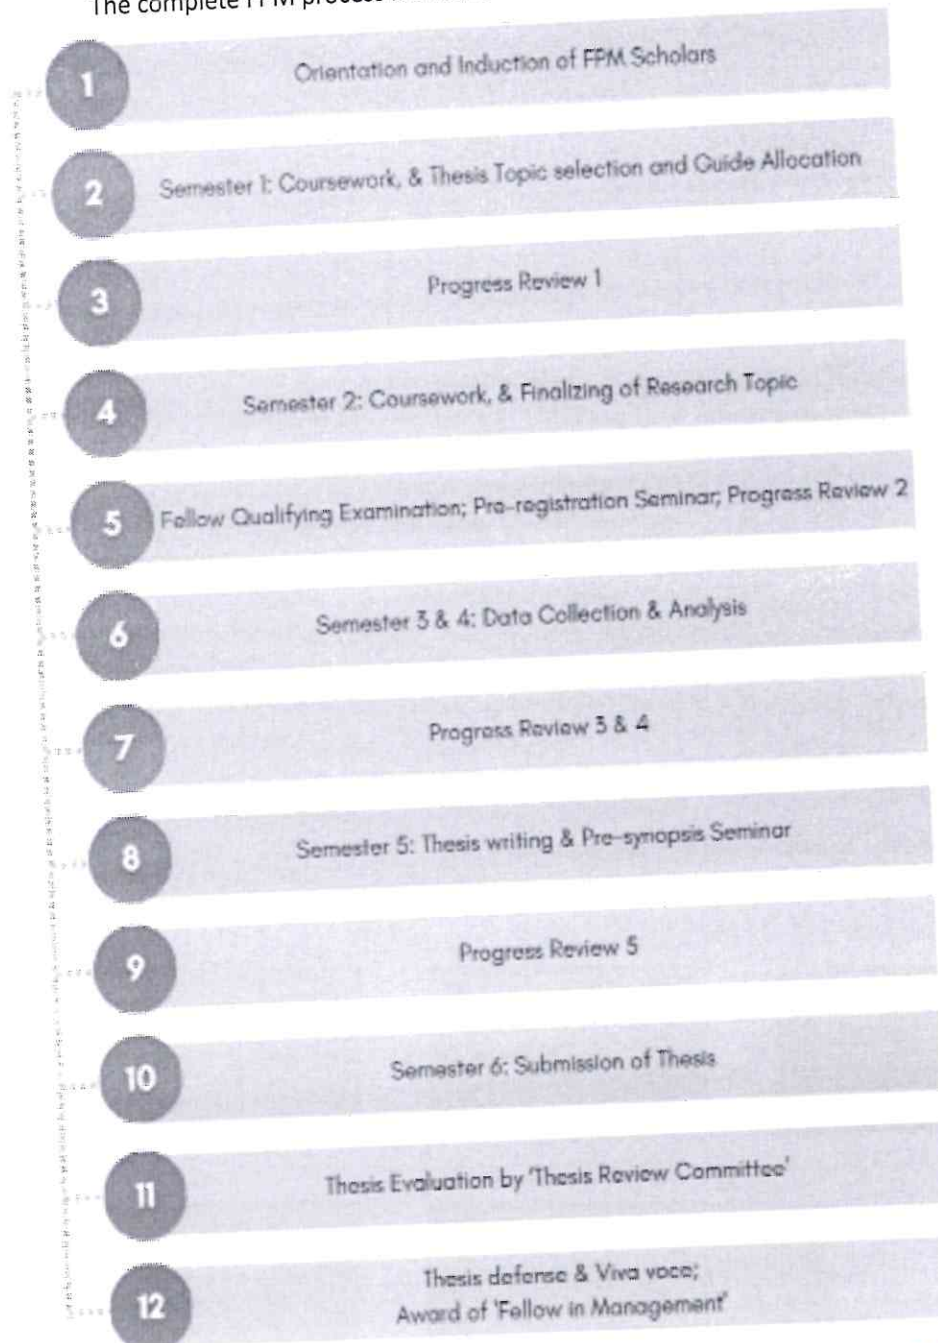 The complete FPM process
1
Orientation and Induction of FPM Scholars
2
Semester 1: Coursework, & Thesis Topic selection and Guide Allocation
3
Progress Review 1
4
Semester 2: Coursework, & Finalizing of Research Topic
5
Fellow Qualifying Examination; Pre-registration Seminar; Progress Review 2
6
Semester 3 & 4: Data Collection & Analysis
7
Progress Review 3 & 4
8
Semester 5: Thesis writing & Pre-synopsis Seminar
9
Progress Review 5
10
Semester 6: Submission of Thesis
11
Thesis Evaluation by 'Thesis Review Committee'
12
Thesis defense & Viva voce;
Award of 'Fellow in Management'